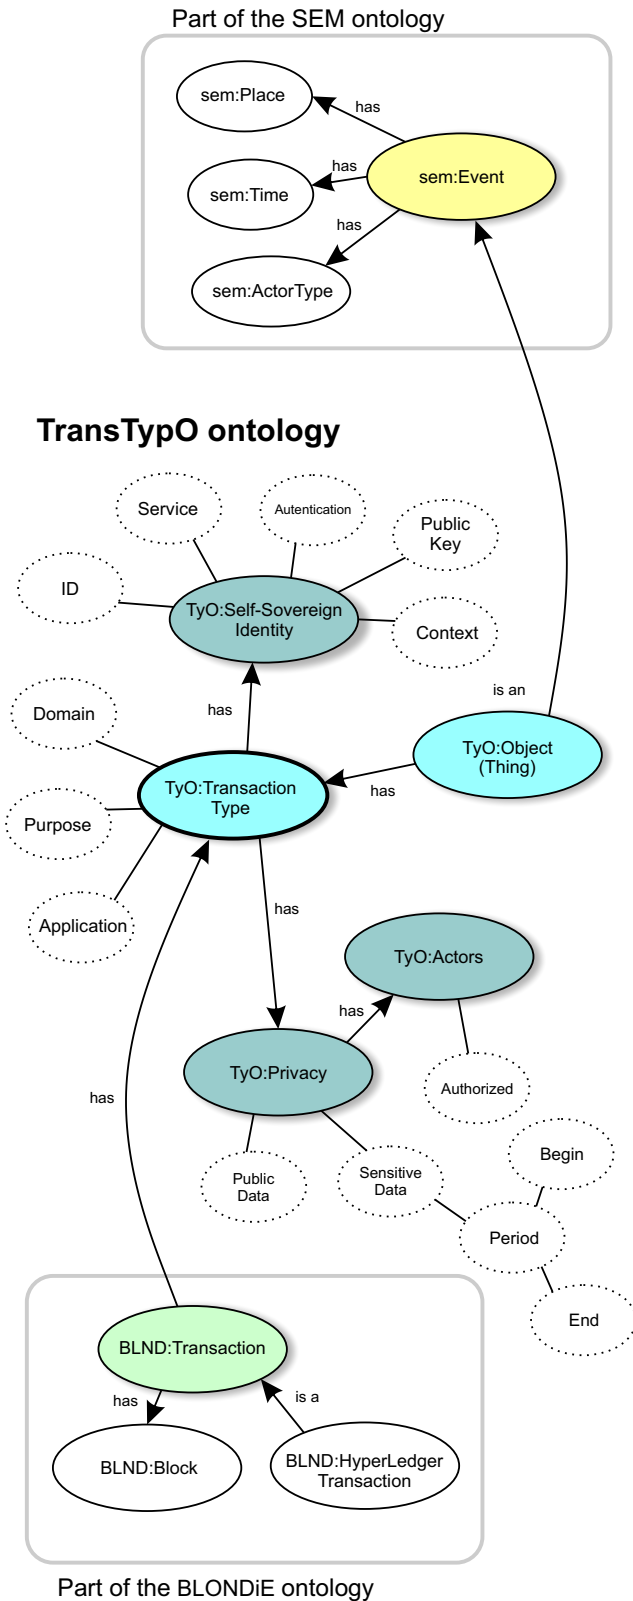 Part of the SEM ontology
sem:Place
has
sem:Event
has
sem:Time
has
sem:ActorType
TransTypO ontology
Service
Autentication
Public
Key
ID
TyO:Self-Sovereign
Identity
Context
has
is an
Domain
TyO:Object
(Thing)
TyO:Transaction
Type
has
Purpose
Application
has
TyO:Actors
has
TyO:Privacy
Authorized
has
Public
Data
Sensitive
Data
Begin
Period
End
BLND:Transaction
has
is a
BLND:Block
BLND:HyperLedger
Transaction
Part of the BLONDiE ontology